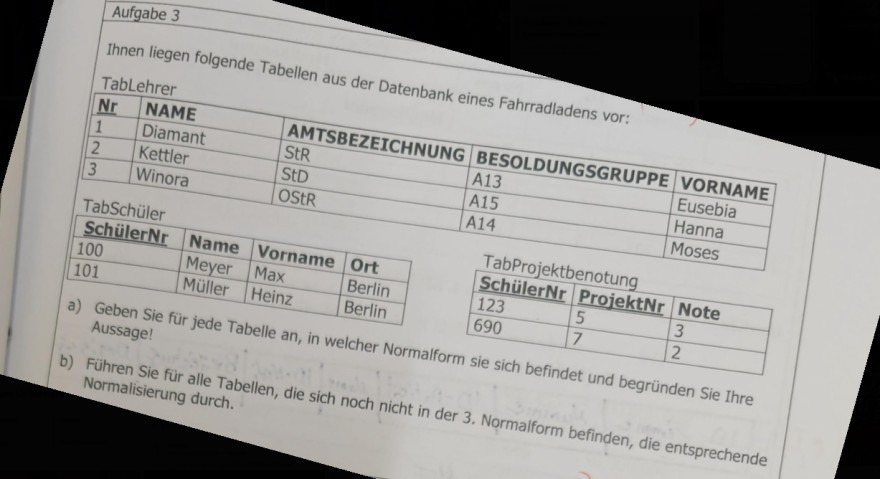 Aufgabe 3
Ihnen liegen folgende Tabellen aus der Datenbank eines Fahrradladens vor:
TabLehrer
Nr NAME AMTSBEZEICHNUNG BESOLDUNGSGRUPPE VORNAME
1 Diamant StR A13 Eusebia
2 Kettler StD A15 Hanna
3 Winora OStR A14 Moses
TabSchüler
SchülerNr Name Vorname Ort
100 Meyer Max Berlin
101 Müller Heinz Berlin
TabProjektbenotung
SchülerNr ProjektNr Note
123 5 3
690 7 2
a) Geben Sie für jede Tabelle an, in welcher Normalform sie sich befindet und begründen Sie Ihre
Aussage!
b) Führen Sie für alle Tabellen, die sich noch nicht in der 3. Normalform befinden, die entsprechende
Normalisierung durch.